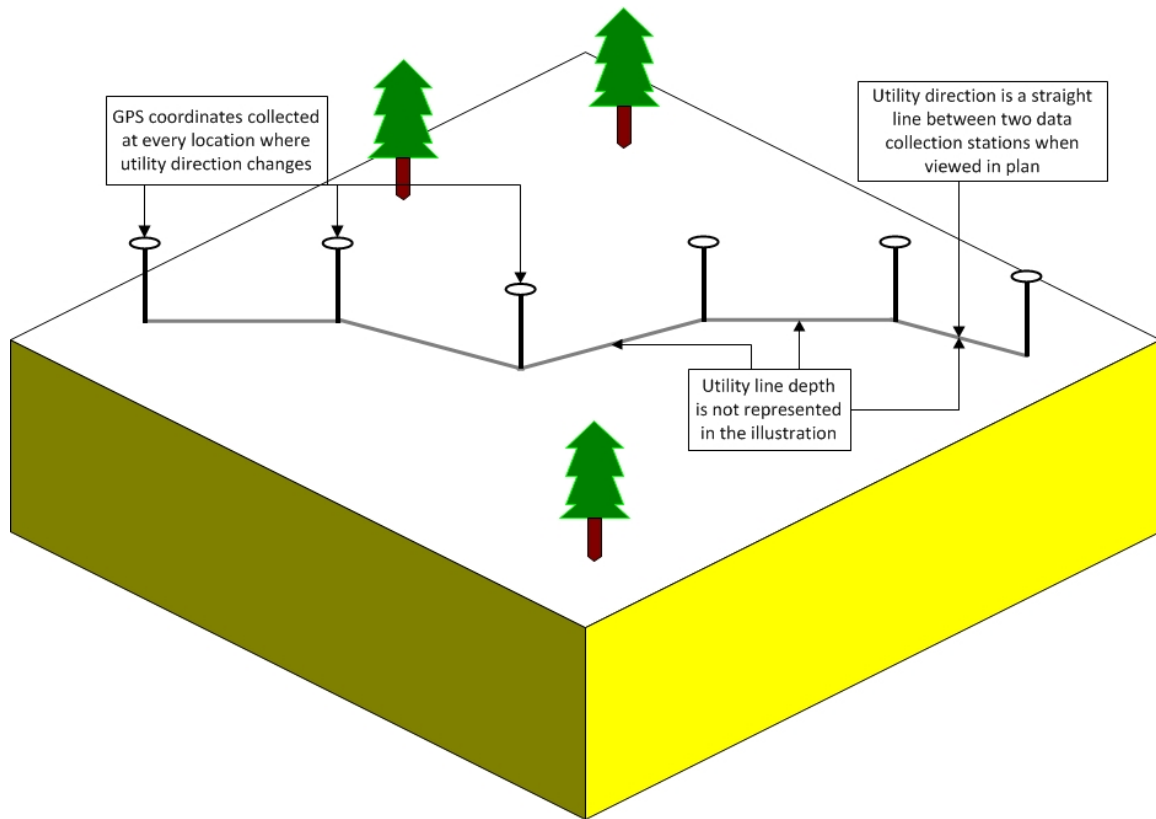 GPS coordinates collected
at every location where
utility direction changes
Utility direction is a straight
line between two data
collection stations when
viewed in plan
Utility line depth
is not represented
in the illustration